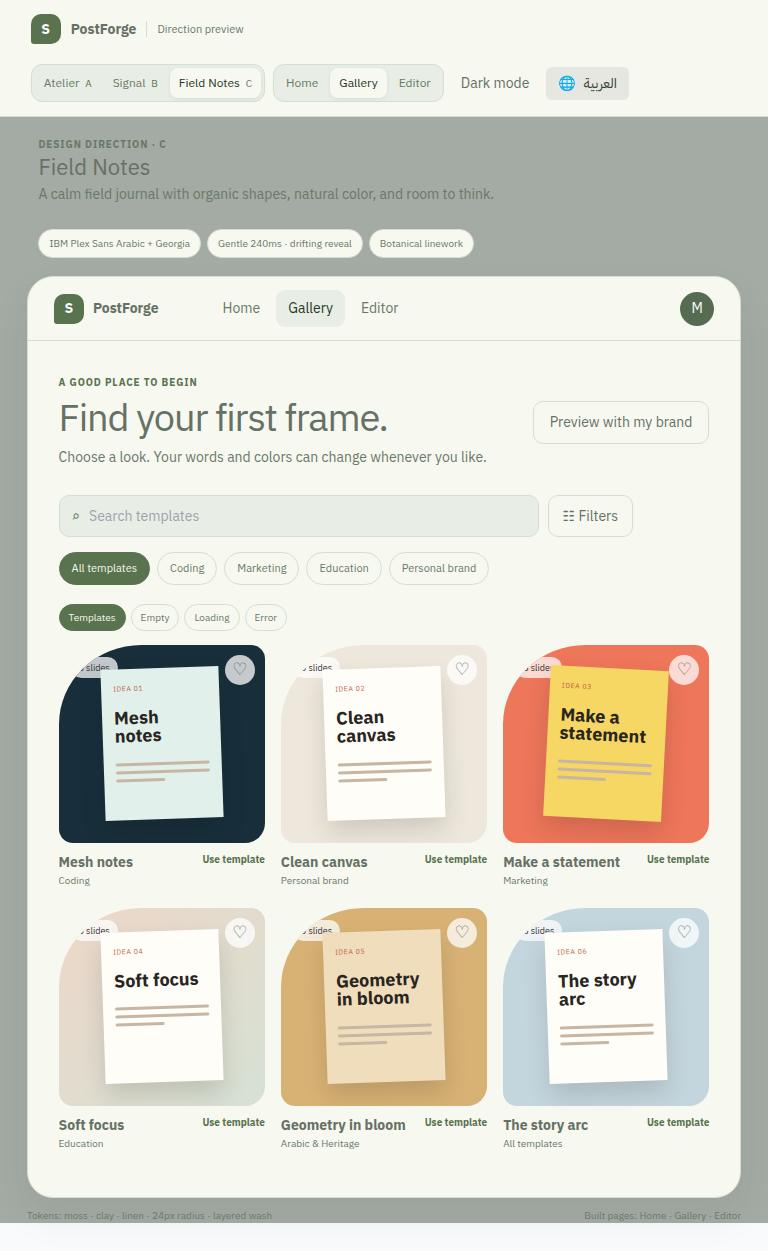 S PostForge Direction preview
Atelier A Signal B Field Notes C Home Gallery Editor Dark mode العربية
DESIGN DIRECTION · C
Field Notes
A calm field journal with organic shapes, natural color, and room to think.
IBM Plex Sans Arabic + Georgia Gentle 240ms · drifting reveal Botanical linework
S PostForge Home Gallery Editor M
A GOOD PLACE TO BEGIN
Find your first frame.
Preview with my brand
Choose a look. Your words and colors can change whenever you like.
Search templates Filters
All templates Coding Marketing Education Personal brand
Templates Empty Loading Error
slides
IDEA 01
Mesh
notes
slides
IDEA 02
Clean
canvas
slides
IDEA 03
Make a
statement
Mesh notes Use template Clean canvas Use template Make a statement Use template
Coding Personal brand Marketing
slides
IDEA 04
Soft focus
slides
IDEA 05
Geometry
in bloom
slides
IDEA 06
The story
arc
Soft focus Use template Geometry in bloom Use template The story arc Use template
Education Arabic & Heritage All templates
Tokens: moss · clay · linen · 24px radius · layered wash Built pages: Home · Gallery · Editor